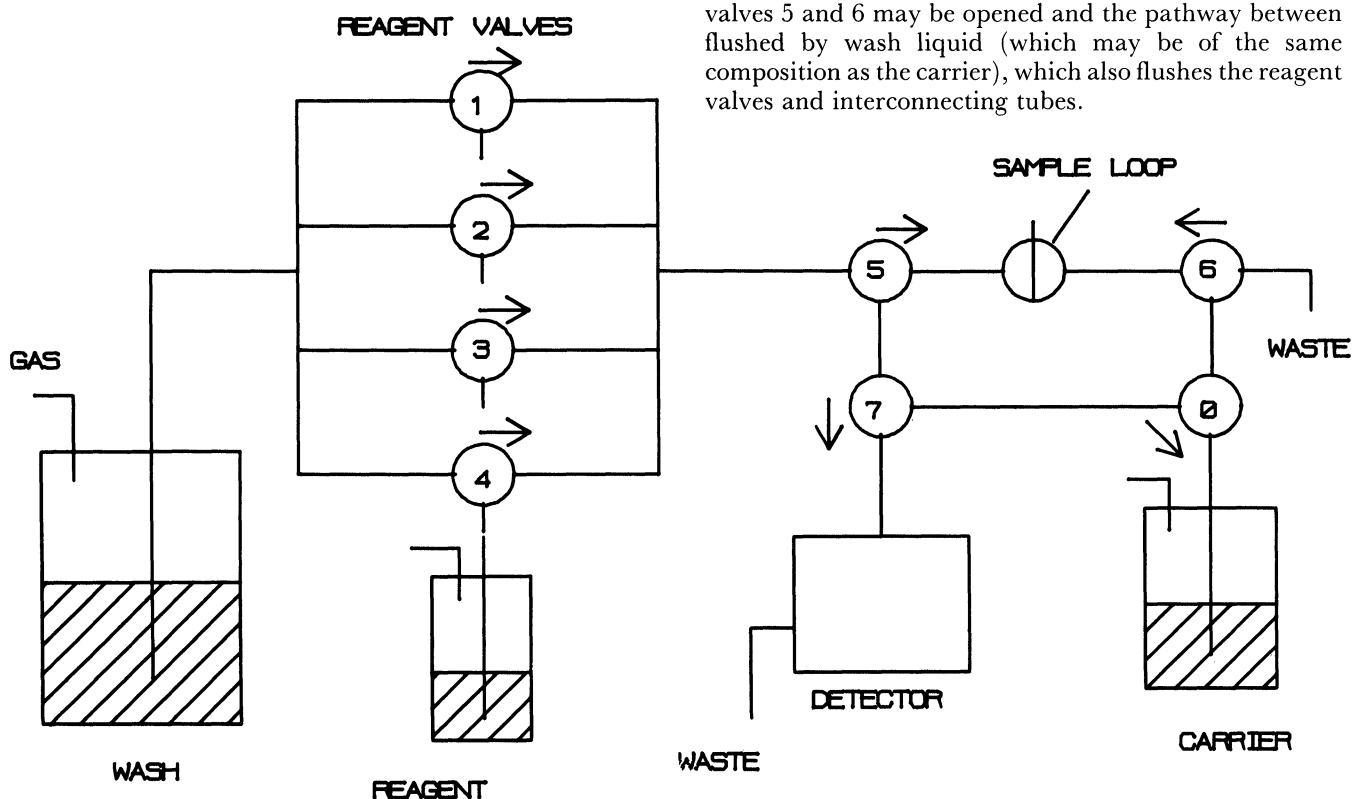 valves 5 and 6 may be opened and the pathway between
flushed by wash liquid (which may be of the same
composition as the carrier), which also flushes the reagent
valves and interconnecting tubes.
REAGENT VALVES
1
2
3
4
SAMPLE LOOP
5
6
WASTE
7
0
GAS
WASH
REAGENT
DETECTOR
WASTE
CARRIER